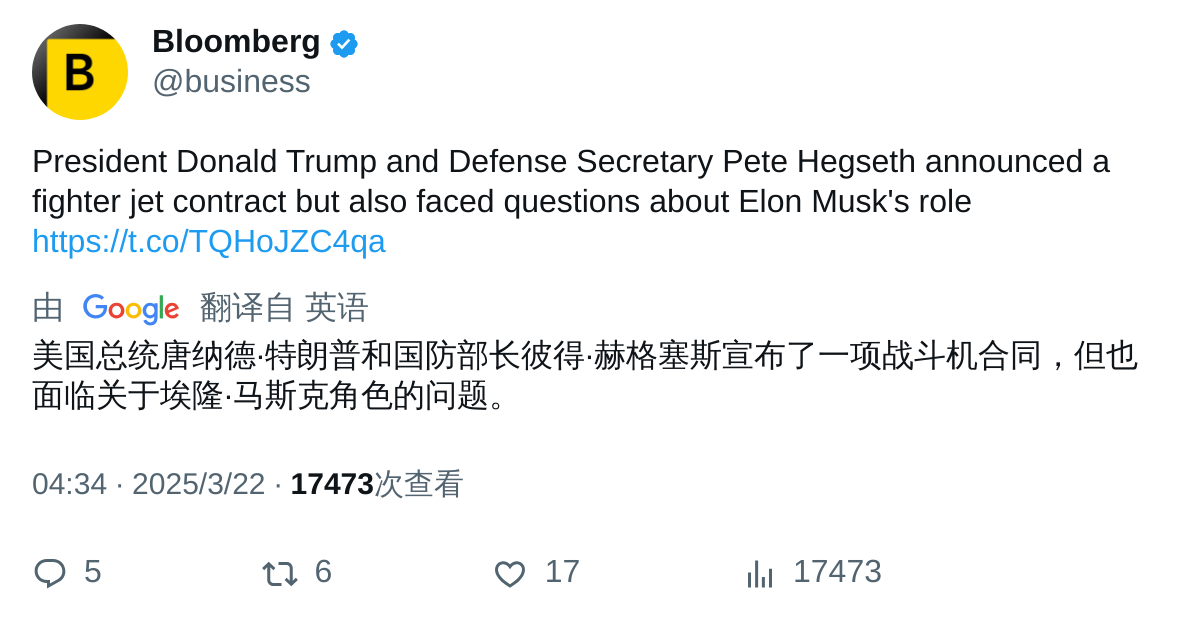 B
Bloomberg
@business
President Donald Trump and Defense Secretary Pete Hegseth announced a
fighter jet contract but also faced questions about Elon Musk's role
https://t.co/TQHoJZC4qa
由 Google 翻译自 英语
美国总统唐纳德·特朗普和国防部长彼得·赫格塞斯宣布了一项战斗机合同，但也
面临关于埃隆·马斯克角色的问题。
04:34 · 2025/3/22 · 17473次查看
5 6 17 17473